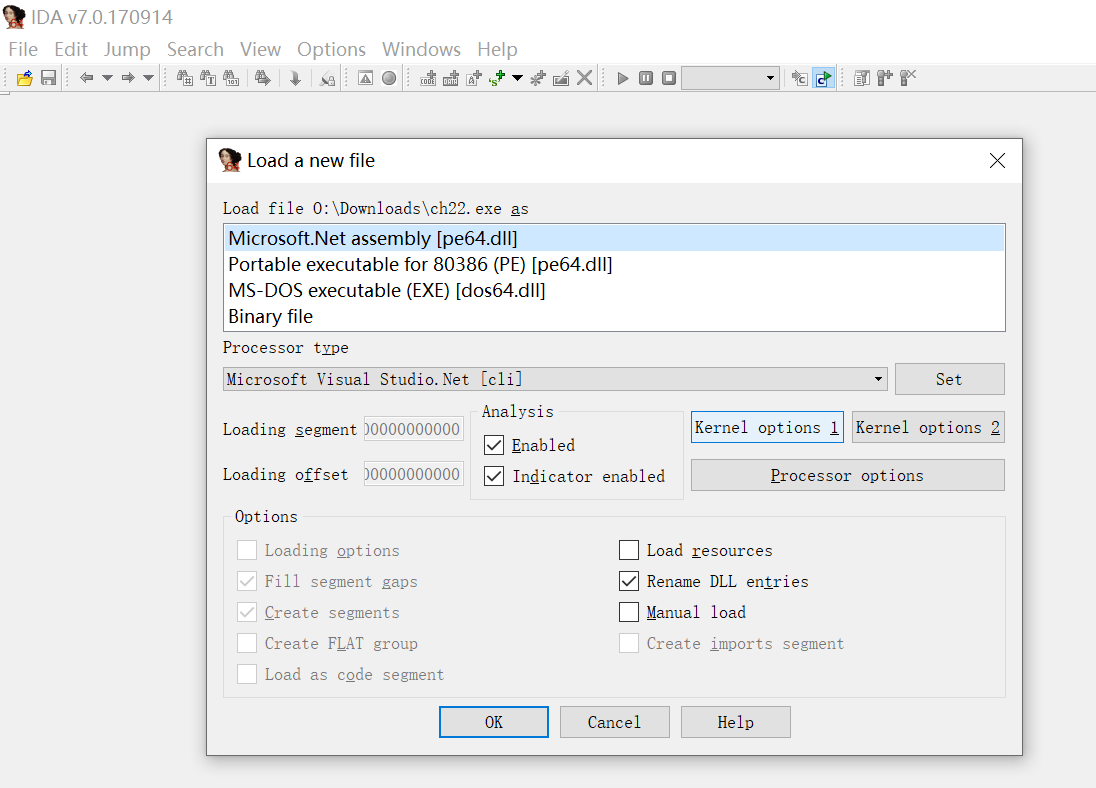 IDA v7.0.170914
File Edit Jump Search View Options Windows Help
Load a new file
Load file O:\Downloads\ch22.exe as
Microsoft.Net assembly [pe64.dll]
Portable executable for 80386 (PE) [pe64.dll]
MS-DOS executable (EXE) [dos64.dll]
Binary file
Processor type
Microsoft Visual Studio.Net [cli]
Set
Analysis
Loading segment 00000000000
Enabled
Kernel options 1
Kernel options 2
Loading offset 00000000000
Indicator enabled
Processor options
Options
Loading options
Load resources
Fill segment gaps
Rename DLL entries
Create segments
Manual load
Create FLAT group
Create imports segment
Load as code segment
OK
Cancel
Help